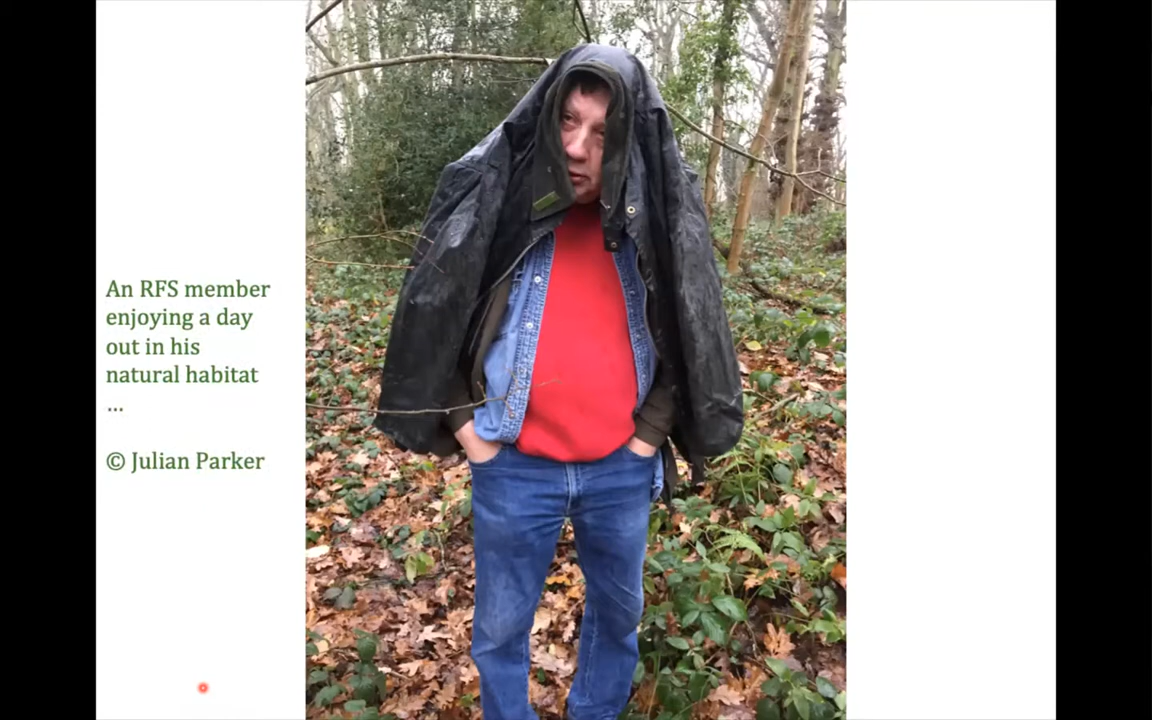 An RFS member
enjoying a day
out in his
natural habitat
...
© Julian Parker